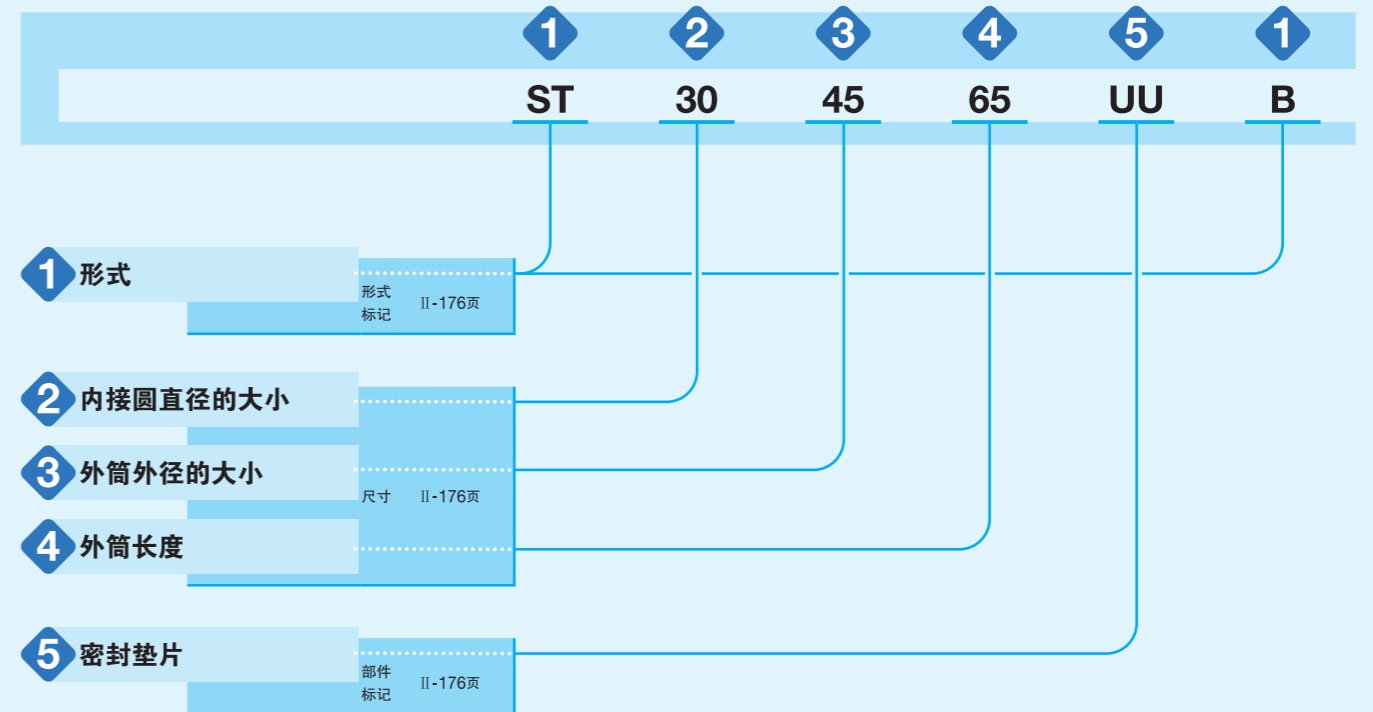 1 2 3 4 5 1
ST 30 45 65 UU B
1 形式
形式 标记 II-176页
2 内接圆直径的大小
3 外筒外径的大小
尺寸 II-176页
4 外筒长度
5 密封垫片
部件 标记 II-176页